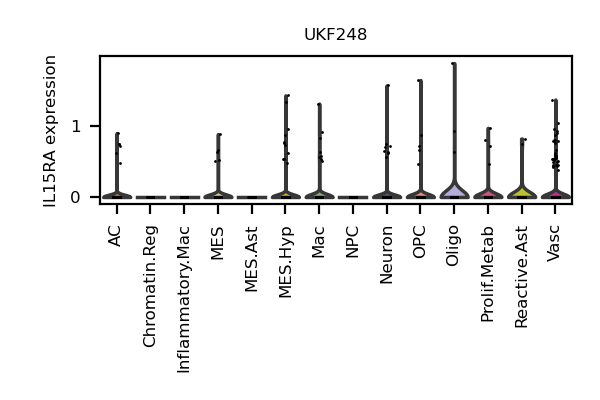 UKF248
IL15RA expression
1
0
AC
Chromatin.Reg
Inflammatory.Mac
MES
MES.Ast
MES.Hyp
Mac
NPC
Neuron
OPC
Oligo
Prolif.Metab
Reactive.Ast
Vasc